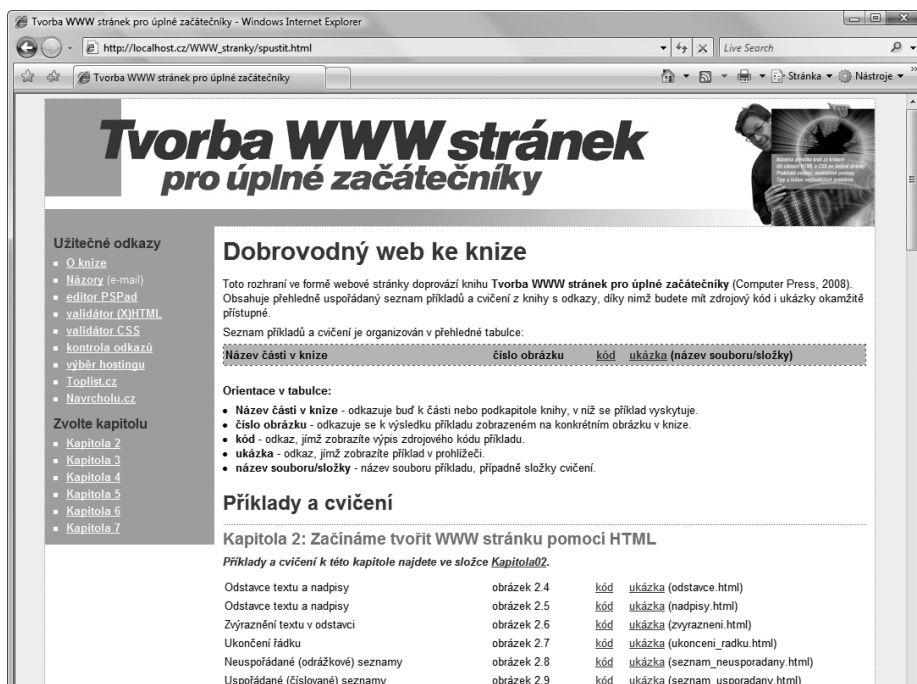 Tvorba WWW stránek pro úplné začátečníky - Windows Internet Explorer
http://localhost.cz/WWW_stranky/spustit.html
Live Search
Tvorba WWW stránek pro úplné začátečníky
Stránka
Nástroje
Tvorba WWW stránek
pro úplné začátečníky
Užitečné odkazy
O knize
Názory (e-mail)
editor PSPad
validátor (X)HTML
validátor CSS
kontrola odkazů
výběr hostingu
Toplist.cz
Navrcholu.cz
Zvolte kapitolu
Kapitola 2
Kapitola 3
Kapitola 4
Kapitola 5
Kapitola 6
Kapitola 7
Dobrovodný web ke knize
Toto rozhraní ve formě webové stránky doprovází knihu Tvorba WWW stránek pro úplné začátečníky (Computer Press, 2008).
Obsahuje přehledně uspořádaný seznam příkladů a cvičení z knihy s odkazy, díky nimž budete mít zdrojový kód i ukázky okamžitě
přístupné.
Seznam příkladů a cvičení je organizován v přehledné tabulce:
Název části v knize číslo obrázku kód ukázka (název souboru/složky)
Orientace v tabulce:
• Název části v knize - odkazuje buď k části nebo podkapitole knihy, v níž se příklad vyskytuje.
• číslo obrázku - odkazuje se k výsledku příkladu zobrazeném na konkrétním obrázku v knize.
• kód - odkaz, jímž zobrazíte výpis zdrojového kódu příkladu.
• ukázka - odkaz, jímž zobrazíte příklad v prohlížeči.
• název souboru/složky - název souboru příkladu, případně složky cvičení.
Příklady a cvičení
Kapitola 2: Začínáme tvořit WWW stránku pomocí HTML
Příklady a cvičení k této kapitole najdete ve složce Kapitola02.
Odstavce textu a nadpisy obrázek 2.4 kód ukázka (odstavce.html)
Odstavce textu a nadpisy obrázek 2.5 kód ukázka (nadpisy.html)
Zvýraznění textu v odstavci obrázek 2.6 kód ukázka (zvyrazneni.html)
Ukončení řádku obrázek 2.7 kód ukázka (ukonceni_radku.html)
Neuspořádané (odrážkové) seznamy obrázek 2.8 kód ukázka (seznam_neusporadany.html)
Uspořádané (číslované) seznamy obrázek 2.9 kód ukázka (seznam_usporadany.html)